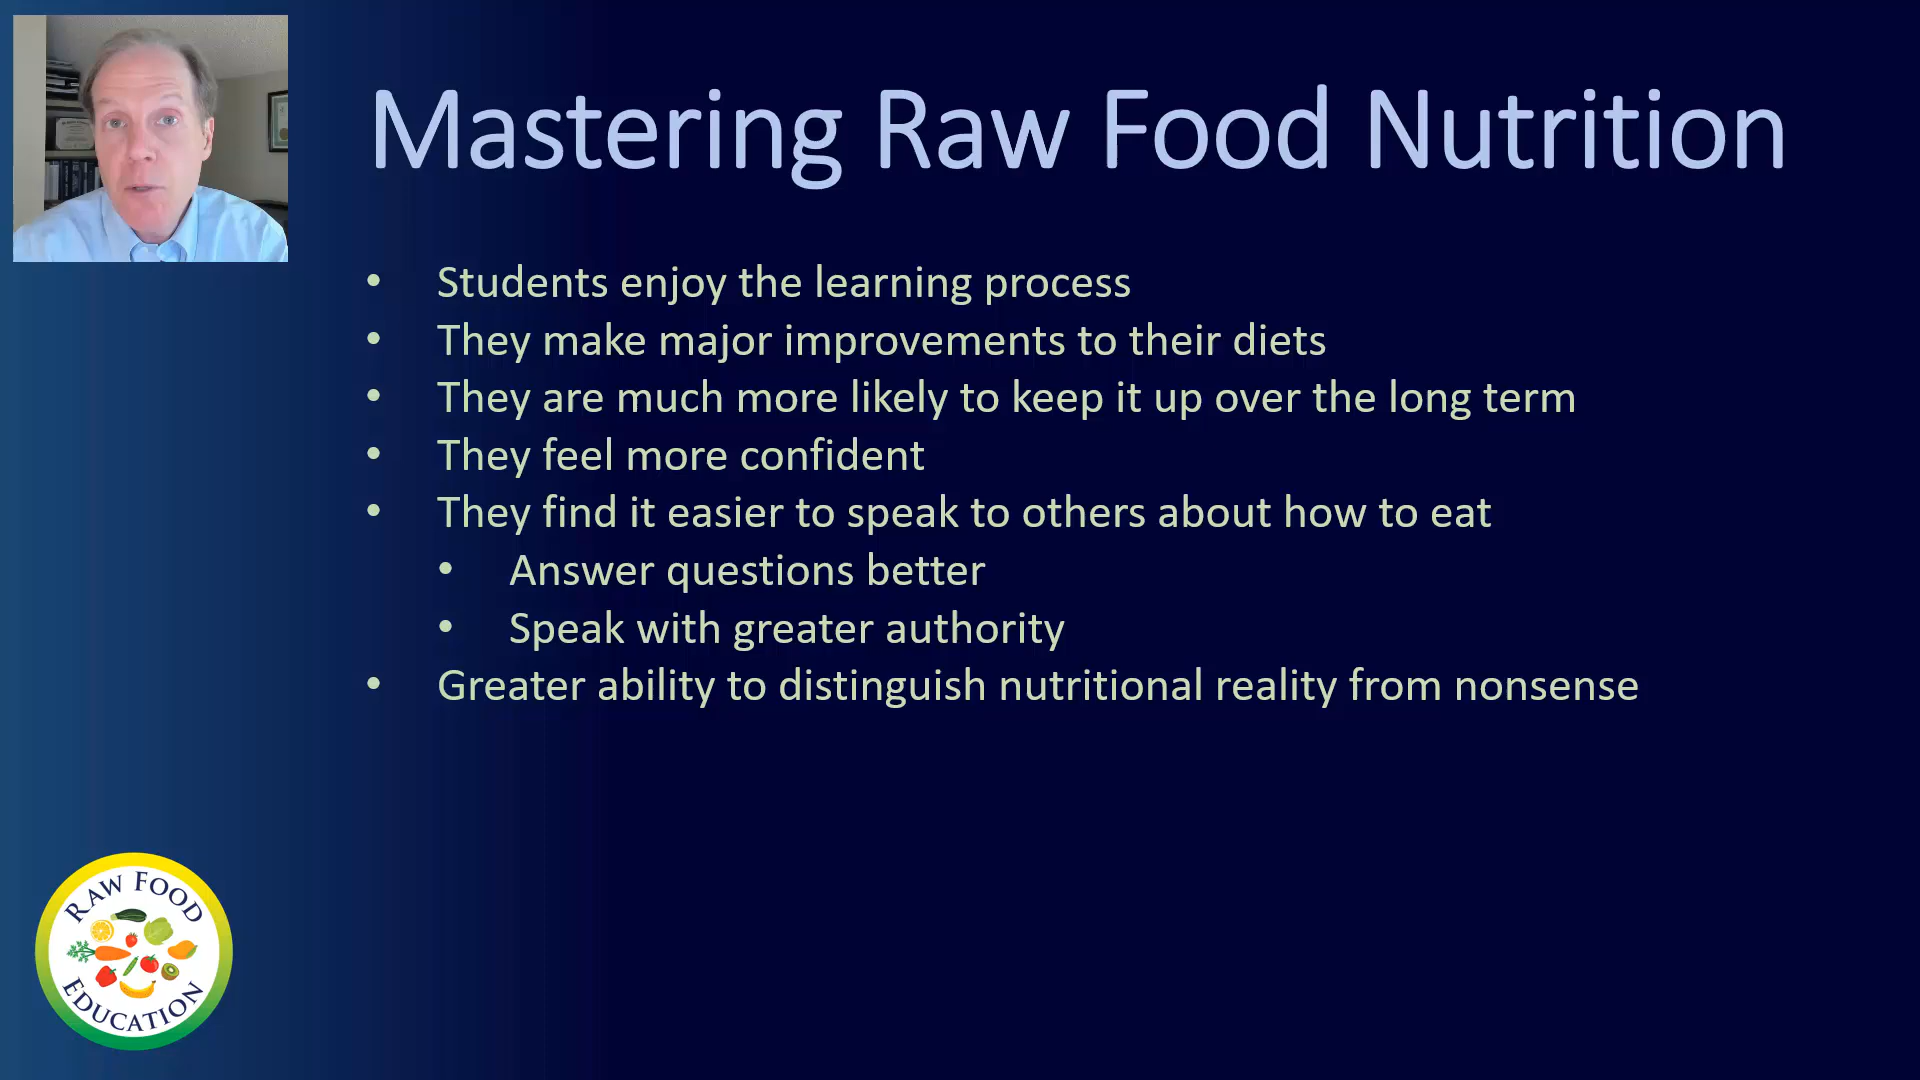 Mastering Raw Food Nutrition
• Students enjoy the learning process
• They make major improvements to their diets
• They are much more likely to keep it up over the long term
• They feel more confident
• They find it easier to speak to others about how to eat
• Answer questions better
• Speak with greater authority
• Greater ability to distinguish nutritional reality from nonsense
RAW FOOD
EDUCATION